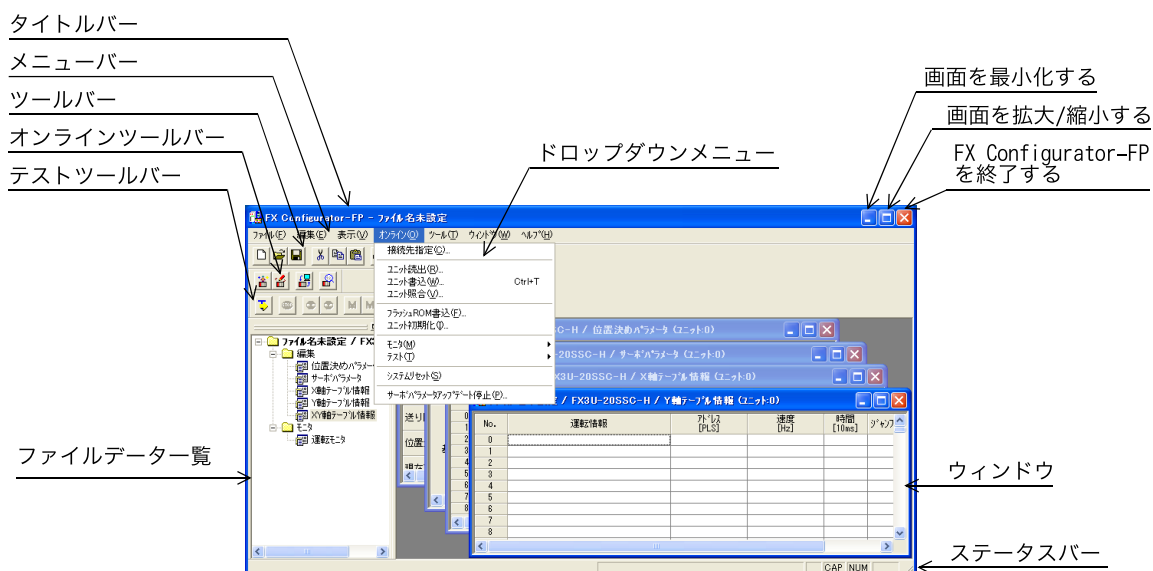 タイトルバー
メニューバー
ツールバー
オンラインツールバー
テストツールバー
ドロップダウンメニュー
画面を最小化する
画面を拡大/縮小する
FX Configurator-FP
を終了する
FX Configurator-FP - ファイル名未設定
ファイル(F) 編集(E) 表示(V) オンライン(O) ツール(T) ウィンドウ(W) ヘルプ(H)
接続先指定(C)...
ユニット読出(R)...
ユニット書込(W)... Ctrl+T
ユニット照合(V)...
フラッシュROM書込(F)...
ユニット初期化(I)...
モニタ(M)
テスト(T)
システムリセット(S)
サーボパラメータアップデート停止(P)...
ファイル名未設定 / FX
編集
位置決めパラメー
サーボパラメータ
X軸テーブル情報
Y軸テーブル情報
XY軸テーブル情報
モニタ
運転モニタ
SC-H / 位置決めパラメータ (ユニット:0)
20SSC-H / サーボパラメータ (ユニット:0)
X3U-20SSC-H / X軸テーブル情報 (ユニット:0)
/ FX3U-20SSC-H / Y軸テーブル情報 (ユニット:0)
送り
位置
現在
No. 運転情報 アドレス [PLS] 速度 [Hz] 時間 [10ms] ジャンプ
0
1
2
3
4
5
6
7
8
ファイルデータ一覧
ウィンドウ
ステータスバー
CAP NUM